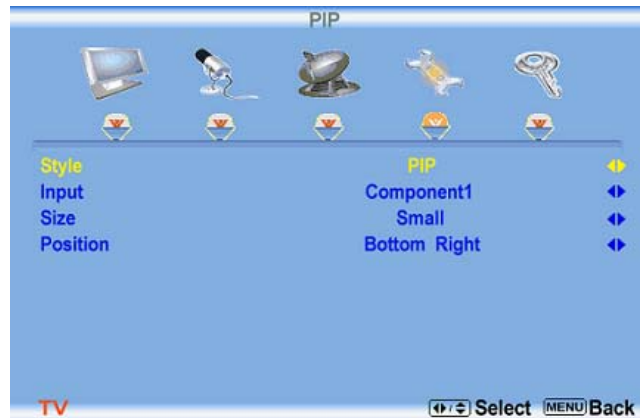 PIP
Style PIP
Input Component1
Size Small
Position Bottom Right
TV Select MENU Back